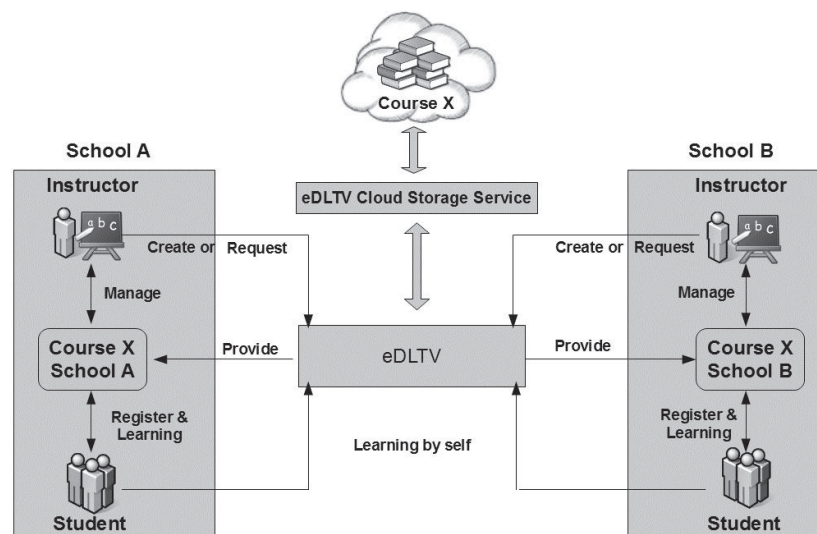 Course X
School A
School B
Instructor
eDLTV Cloud Storage Service
Instructor
a b c
a b c
Create or Request
Create or Request
Manage
Manage
Course X
School A
Provide
eDLTV
Provide
Course X
School B
Register &
Learning
Learning by self
Register &
Learning
Student
Student